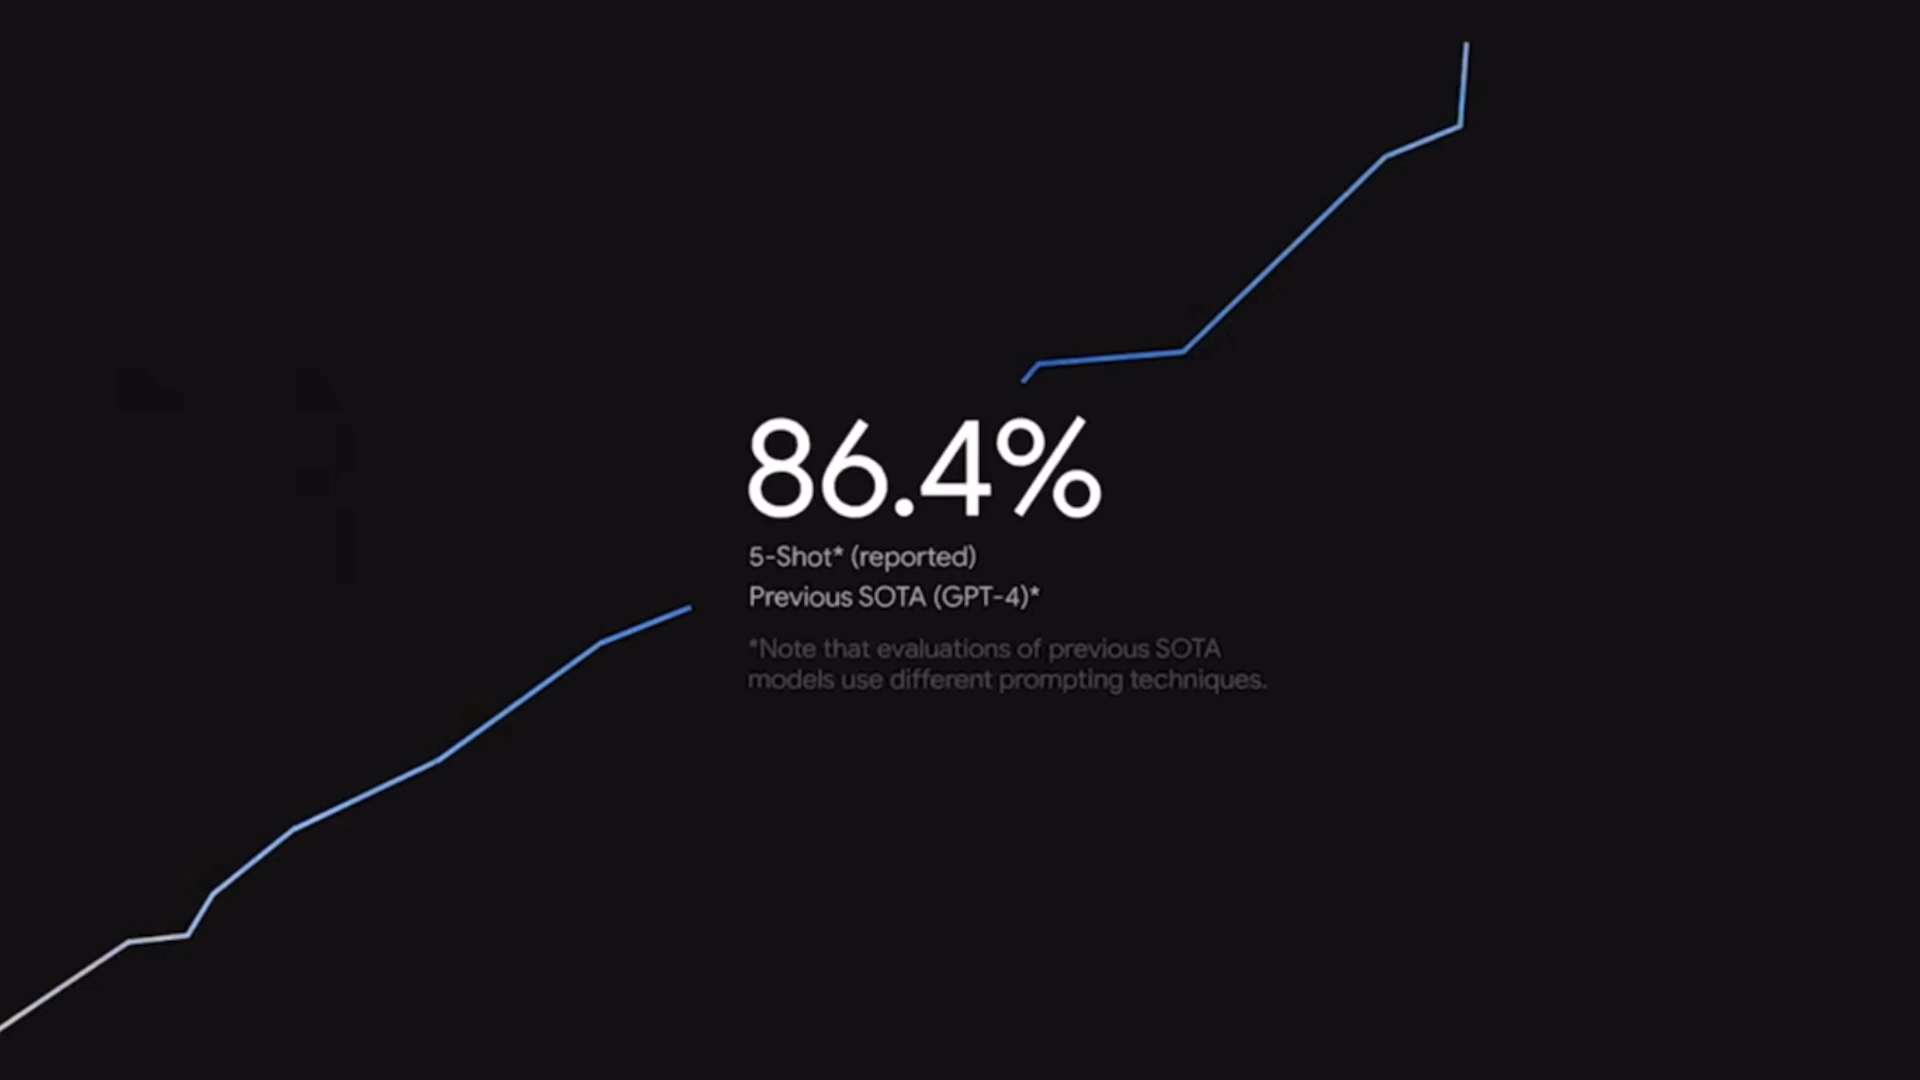 86.4%
5-Shot* (reported)
Previous SOTA (GPT-4)*
*Note that evaluations of previous SOTA
models use different prompting techniques.